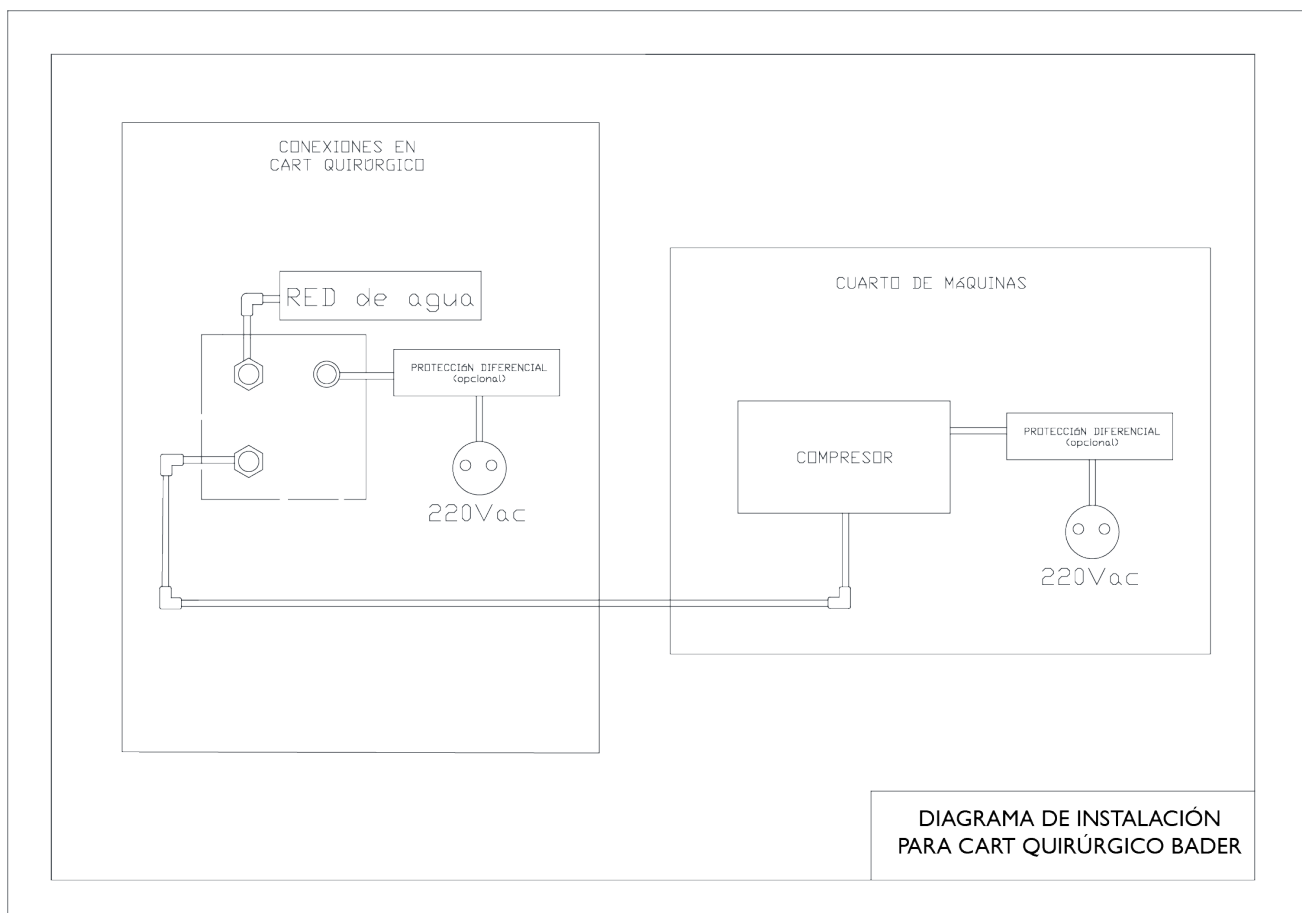 CONEXIONES EN
CART QUIRÚRGICO
RED de agua
PROTECCIóN DIFERENCIAL
(opcional)
220Vac
CUARTO DE MáQUINAS
COMPRESOR
PROTECCIóN DIFERENCIAL
(opcional)
220Vac
DIAGRAMA DE INSTALACIÓN
PARA CART QUIRÚRGICO BADER